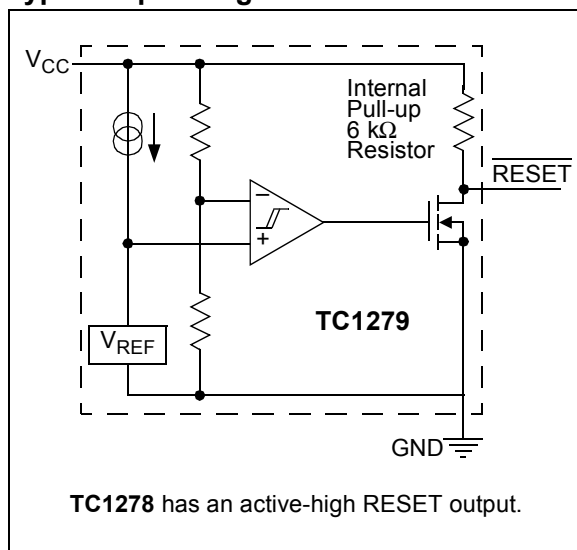 V_CC
Internal
Pull-up
6 kΩ
Resistor
RESET
−
+
TC1279
V_REF
GND
TC1278 has an active-high RESET output.